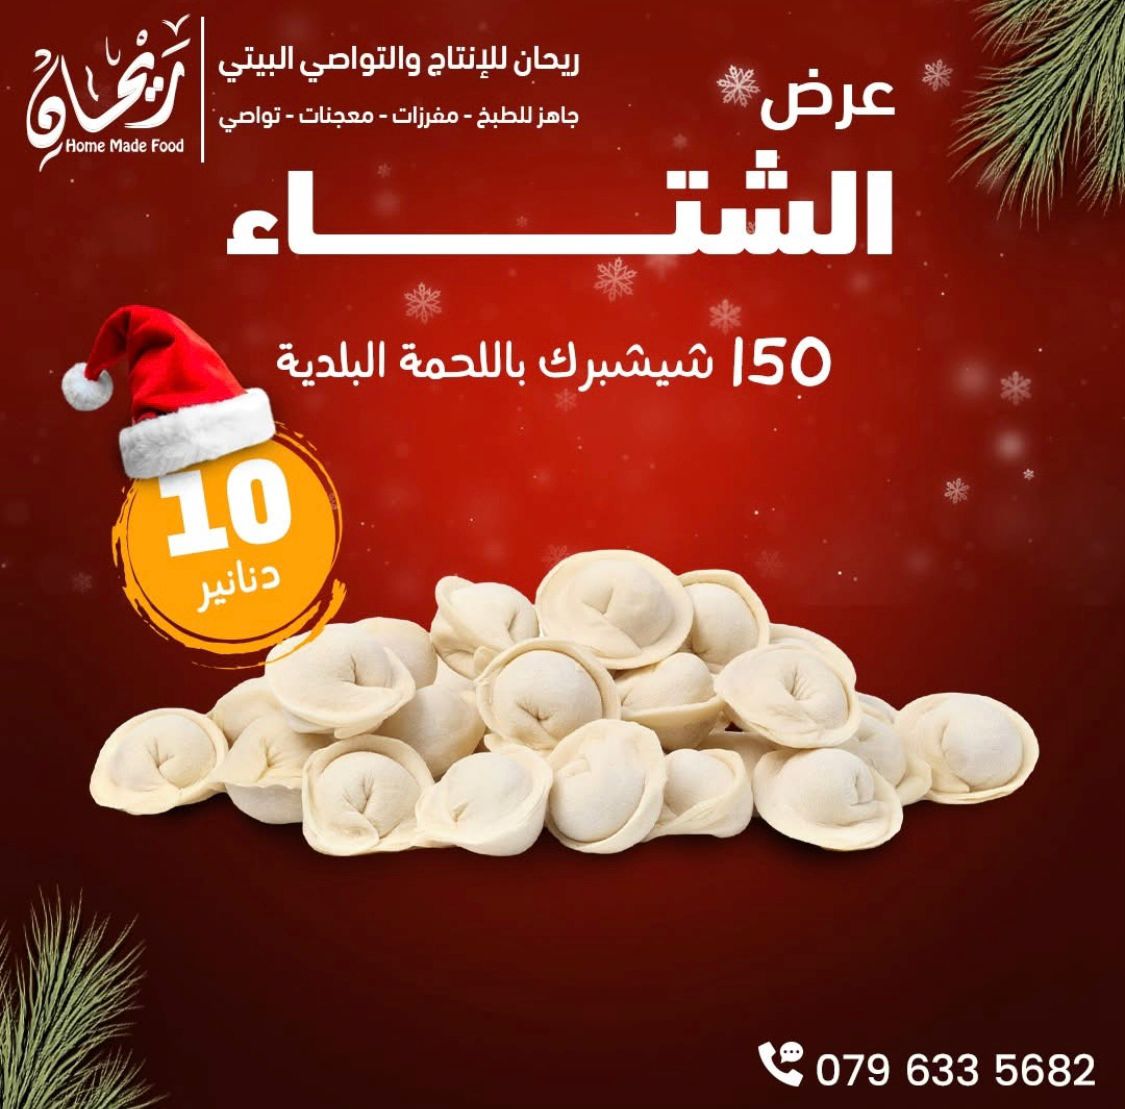 ريحان
Home Made Food
ريحان للإنتاج والتواصي البيتي
جاهز للطبخ - مفرزات - معجنات - تواصي
عرض
الشتـــــــاء
150 شيشبرك باللحمة البلدية
10
دنانير
079 633 5682